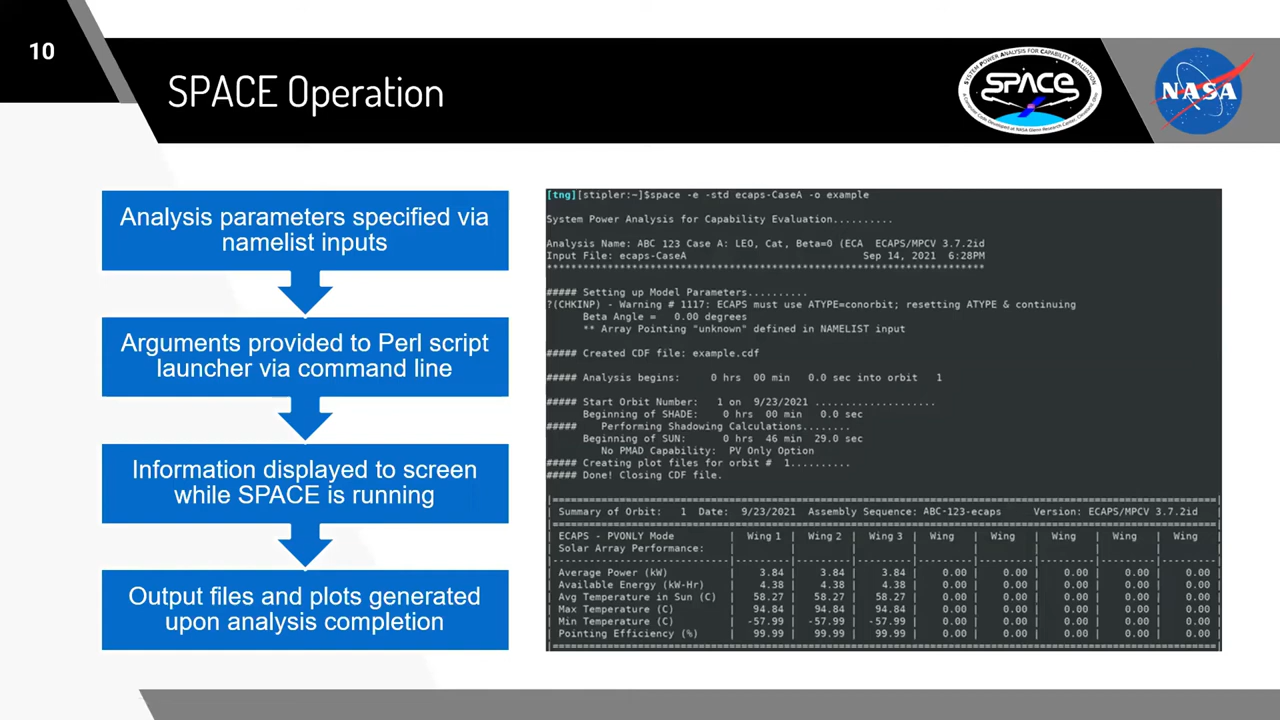 10
SPACE Operation
SYSTEM POWER ANALYSIS FOR CAPABILITY EVALUATION
SPACE
A Computer Code Developed at NASA Glenn Research Center, Cleveland, Ohio
NASA
Analysis parameters specified via
namelist inputs
Arguments provided to Perl script
launcher via command line
Information displayed to screen
while SPACE is running
Output files and plots generated
upon analysis completion
[tng][stipler:~]$space -e -std ecaps-CaseA -o example
System Power Analysis for Capability Evaluation..........
Analysis Name: ABC 123 Case A: LEO, Cat, Beta=0 (ECA ECAPS/MPCV 3.7.2id
Input File: ecaps-CaseA Sep 14, 2021 6:28PM
************************************************************************
##### Setting up Model Parameters..........
?(CHKINP) - Warning # 1117: ECAPS must use ATYPE=conorbit; resetting ATYPE & continuing
Beta Angle = 0.00 degrees
** Array Pointing "unknown" defined in NAMELIST input
##### Created CDF file: example.cdf
##### Analysis begins: 0 hrs 00 min 0.0 sec into orbit 1
##### Start Orbit Number: 1 on 9/23/2021 ....................
Beginning of SHADE: 0 hrs 00 min 0.0 sec
##### Performing Shadowing Calculations........
Beginning of SUN: 0 hrs 46 min 29.0 sec
No PMAD Capability: PV Only Option
##### Creating plot files for orbit # 1..........
##### Done! Closing CDF file.
| Summary of Orbit: 1 Date: 9/23/2021 Assembly Sequence: ABC-123-ecaps Version: ECAPS/MPCV 3.7.2id |
| ECAPS - PVONLY Mode | Wing 1 | Wing 2 | Wing 3 | Wing | Wing | Wing | Wing | Wing |
| Solar Array Performance: | | | | | | | | |
| Average Power (kW) | 3.84 | 3.84 | 3.84 | 0.00 | 0.00 | 0.00 | 0.00 | 0.00 |
| Available Energy (kW-Hr) | 4.38 | 4.38 | 4.38 | 0.00 | 0.00 | 0.00 | 0.00 | 0.00 |
| Avg Temperature in Sun (C) | 58.27 | 58.27 | 58.27 | 0.00 | 0.00 | 0.00 | 0.00 | 0.00 |
| Max Temperature (C) | 94.84 | 94.84 | 94.84 | 0.00 | 0.00 | 0.00 | 0.00 | 0.00 |
| Min Temperature (C) | -57.99 | -57.99 | -57.99 | 0.00 | 0.00 | 0.00 | 0.00 | 0.00 |
| Pointing Efficiency (%) | 99.99 | 99.99 | 99.99 | 0.00 | 0.00 | 0.00 | 0.00 | 0.00 |